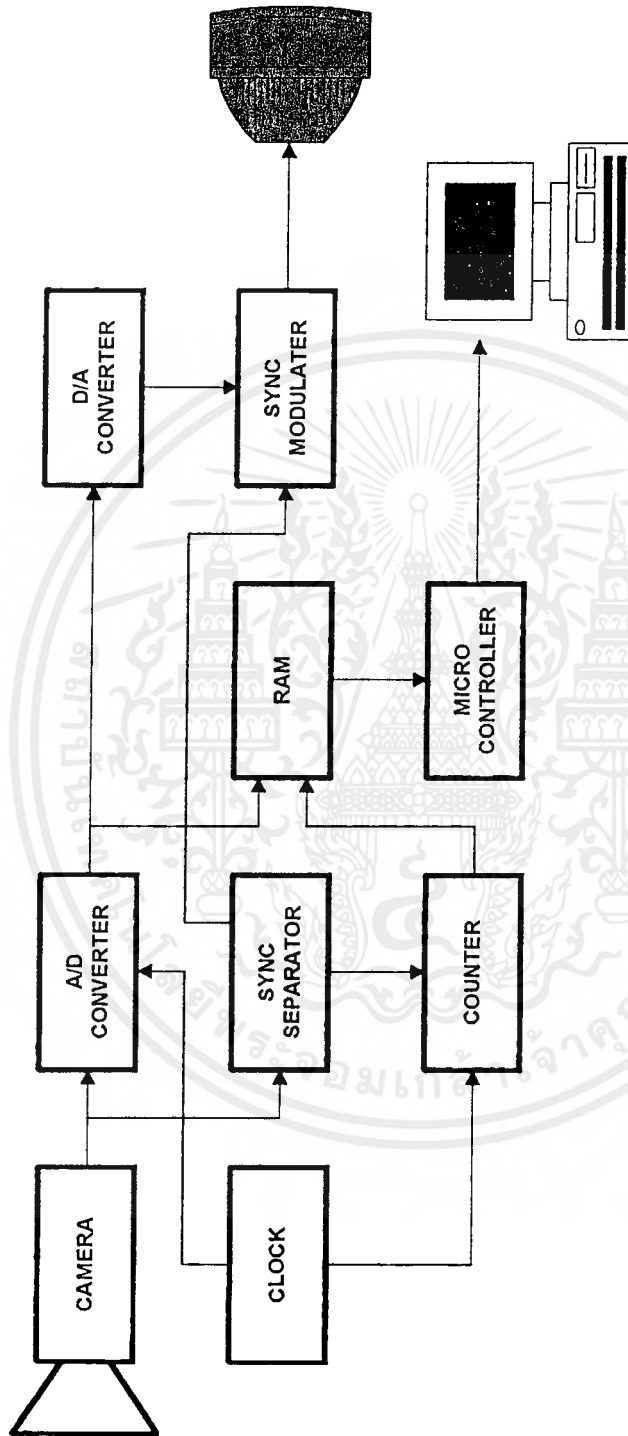 CAMERA
A/D
CONVERTER
D/A
CONVERTER
CLOCK
SYNC
SEPARATOR
RAM
SYNC
MODULATER
COUNTER
MICRO
CONTROLLER